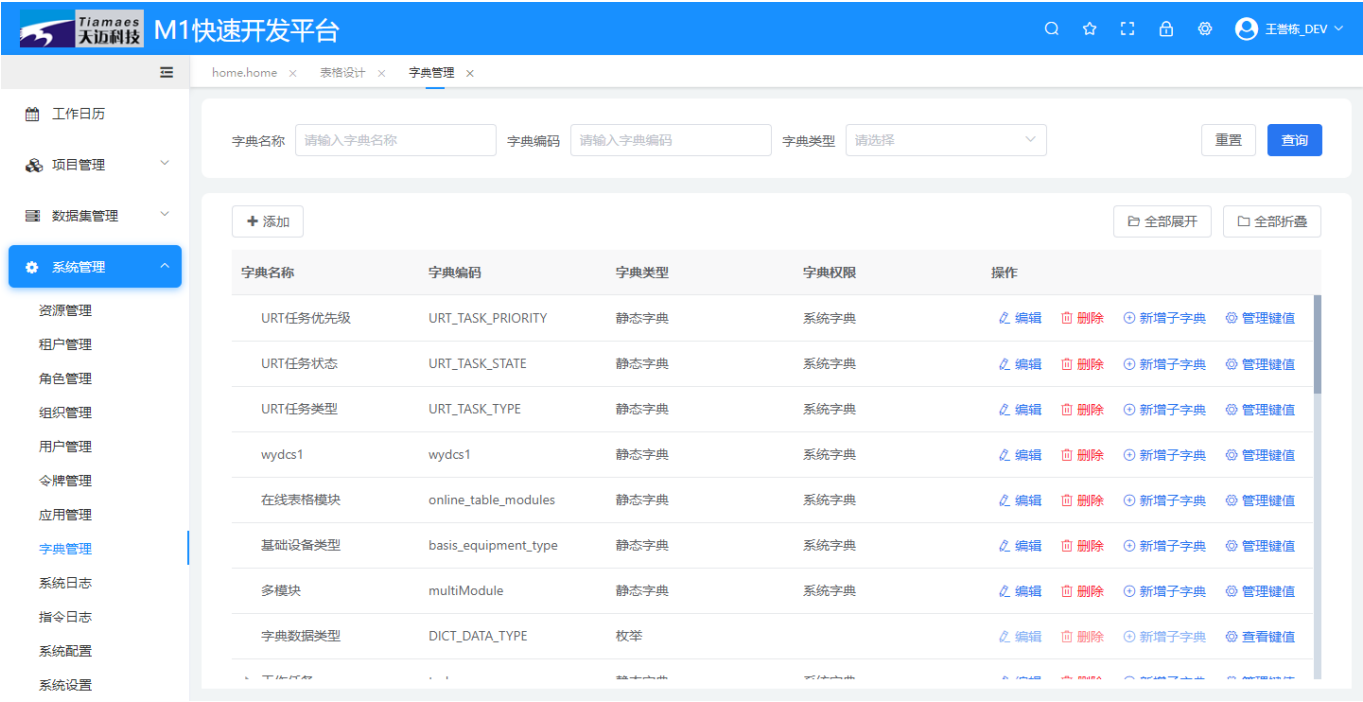 Tiamaes
天迈科技
M1快速开发平台
王誉栋_DEV
home.home
表格设计
字典管理
工作日历
项目管理
数据集管理
系统管理
资源管理
租户管理
角色管理
组织管理
用户管理
令牌管理
应用管理
字典管理
系统日志
指令日志
系统配置
系统设置
字典名称 请输入字典名称 字典编码 请输入字典编码 字典类型 请选择 重置 查询
添加 全部展开 全部折叠
字典名称 字典编码 字典类型 字典权限 操作
URT任务优先级 URT_TASK_PRIORITY 静态字典 系统字典 编辑 删除 新增子字典 管理键值
URT任务状态 URT_TASK_STATE 静态字典 系统字典 编辑 删除 新增子字典 管理键值
URT任务类型 URT_TASK_TYPE 静态字典 系统字典 编辑 删除 新增子字典 管理键值
wydcs1 wydcs1 静态字典 系统字典 编辑 删除 新增子字典 管理键值
在线表格模块 online_table_modules 静态字典 系统字典 编辑 删除 新增子字典 管理键值
基础设备类型 basis_equipment_type 静态字典 系统字典 编辑 删除 新增子字典 管理键值
多模块 multiModule 静态字典 系统字典 编辑 删除 新增子字典 管理键值
字典数据类型 DICT_DATA_TYPE 枚举 编辑 删除 新增子字典 查看键值